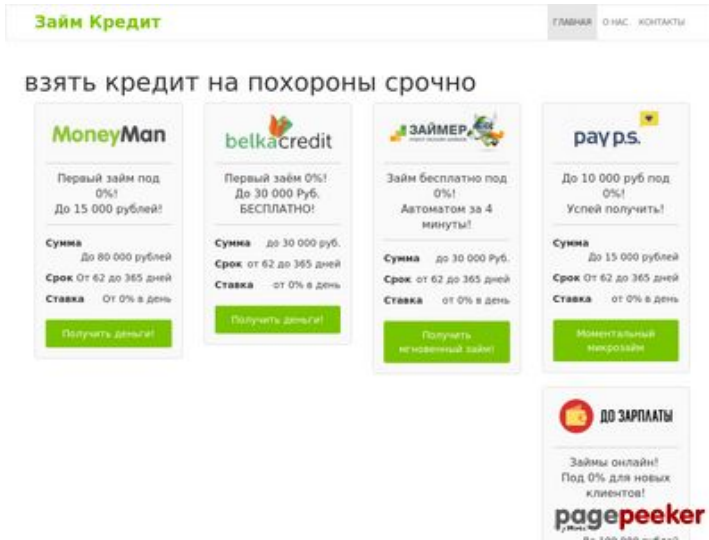 Займ Кредит
ГЛАВНАЯ О НАС КОНТАКТЫ
взять кредит на похороны срочно
MoneyMan
Первый займ под
0%!
До 15 000 рублей!
Сумма
До 80 000 рублей
Срок От 62 до 365 дней
Ставка От 0% в день
Получить деньги!
belkacredit
Первый заём 0%!
До 30 000 Руб.
БЕСПЛАТНО!
Сумма до 30 000 руб.
Срок от 62 до 365 дней
Ставка от 0% в день
Получить деньги!
ЗАЙМЕР
Займ бесплатно под
0%!
Автоматом за 4
минуты!
Сумма до 30 000 Руб.
Срок от 62 до 365 дней
Ставка от 0% в день
Получить
мгновенный займ!
pay p.s.
До 10 000 руб под
0%!
Успей получить!
Сумма
До 15 000 рублей
Срок От 62 до 365 дней
Ставка от 0% в день
Моментальный
микрозайм
ДО ЗАРПЛАТЫ
Займы онлайн!
Под 0% для новых
клиентов!
pagepeeker